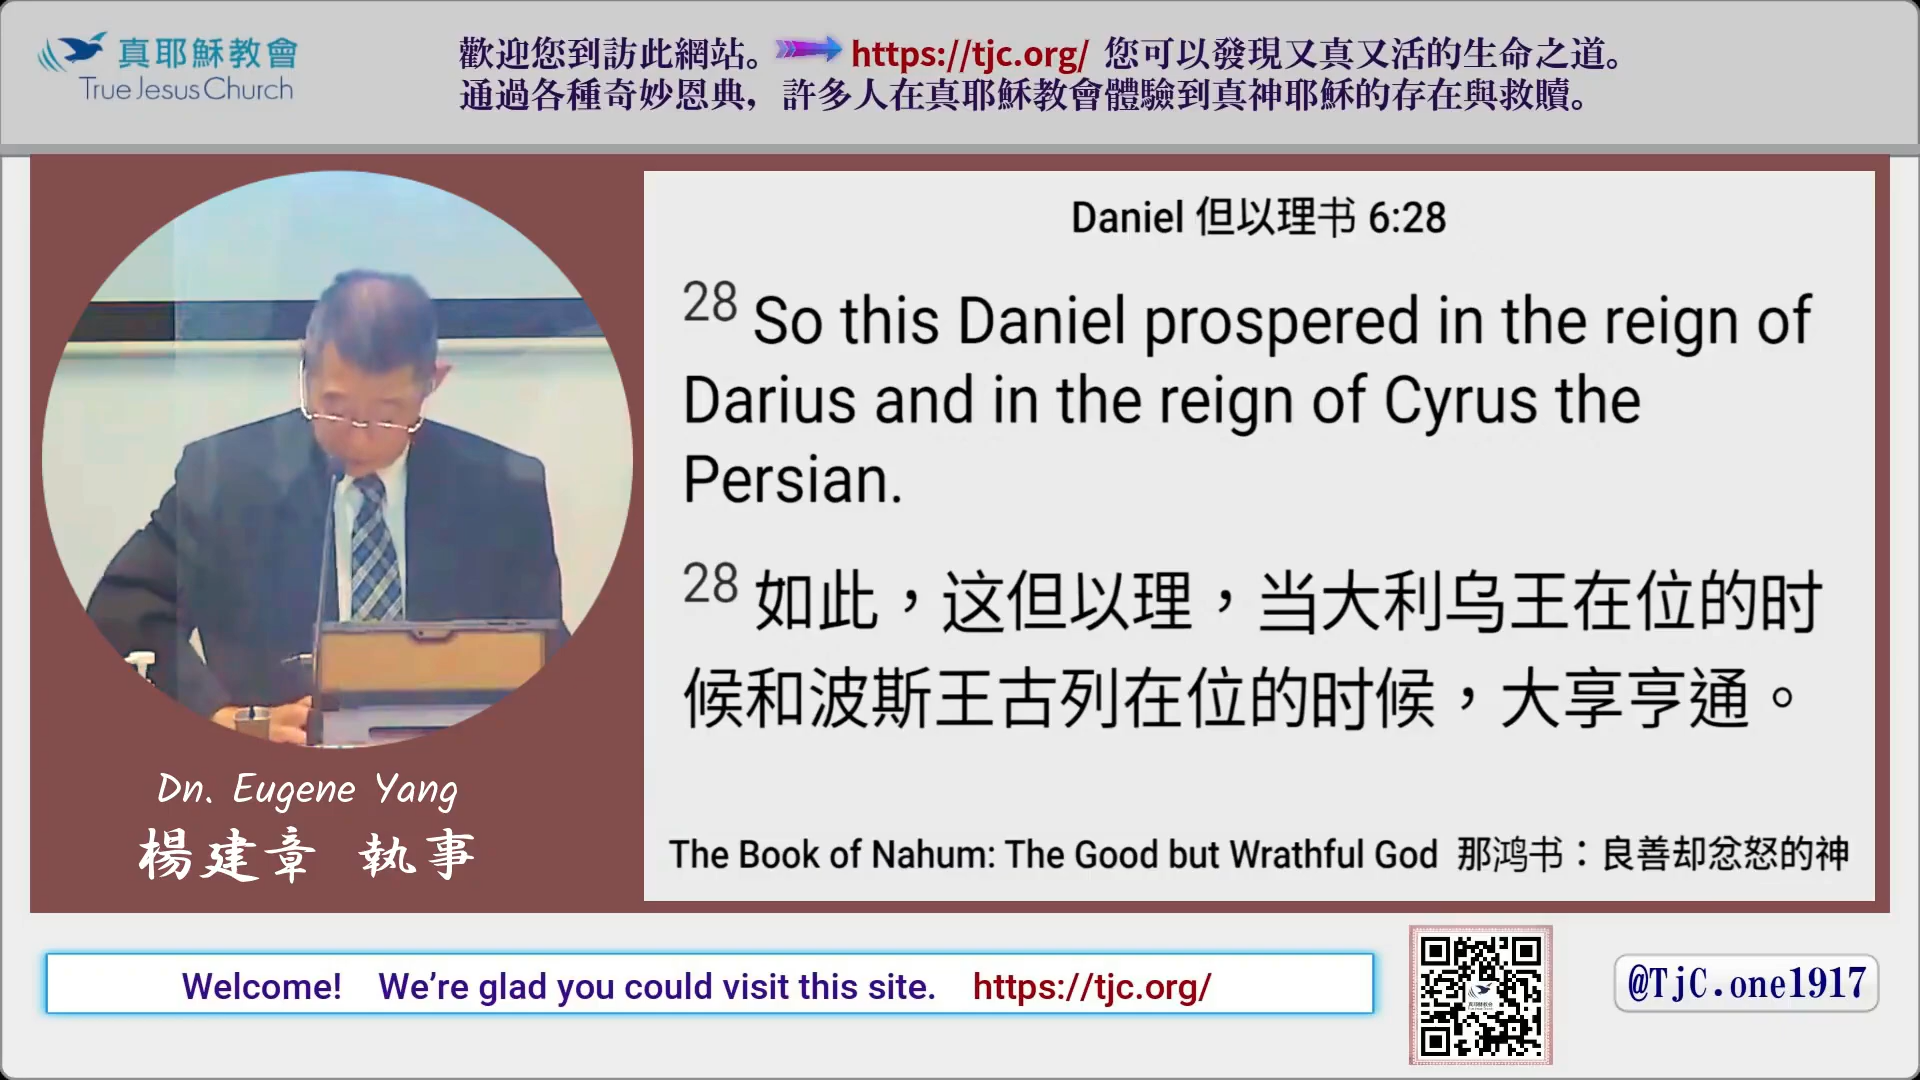 真耶穌教會
True Jesus Church
歡迎您到訪此網站。 https://tjc.org/ 您可以發現又真又活的生命之道。
通過各種奇妙恩典，許多人在真耶穌教會體驗到真神耶穌的存在與救贖。
Daniel 但以理书 6:28
28 So this Daniel prospered in the reign of
Darius and in the reign of Cyrus the
Persian.
28 如此，这但以理，当大利乌王在位的时
候和波斯王古列在位的时候，大享亨通。
Dn. Eugene Yang
楊建章 執事
The Book of Nahum: The Good but Wrathful God 那鸿书：良善却忿怒的神
Welcome! We’re glad you could visit this site. https://tjc.org/
@TjC.one1917